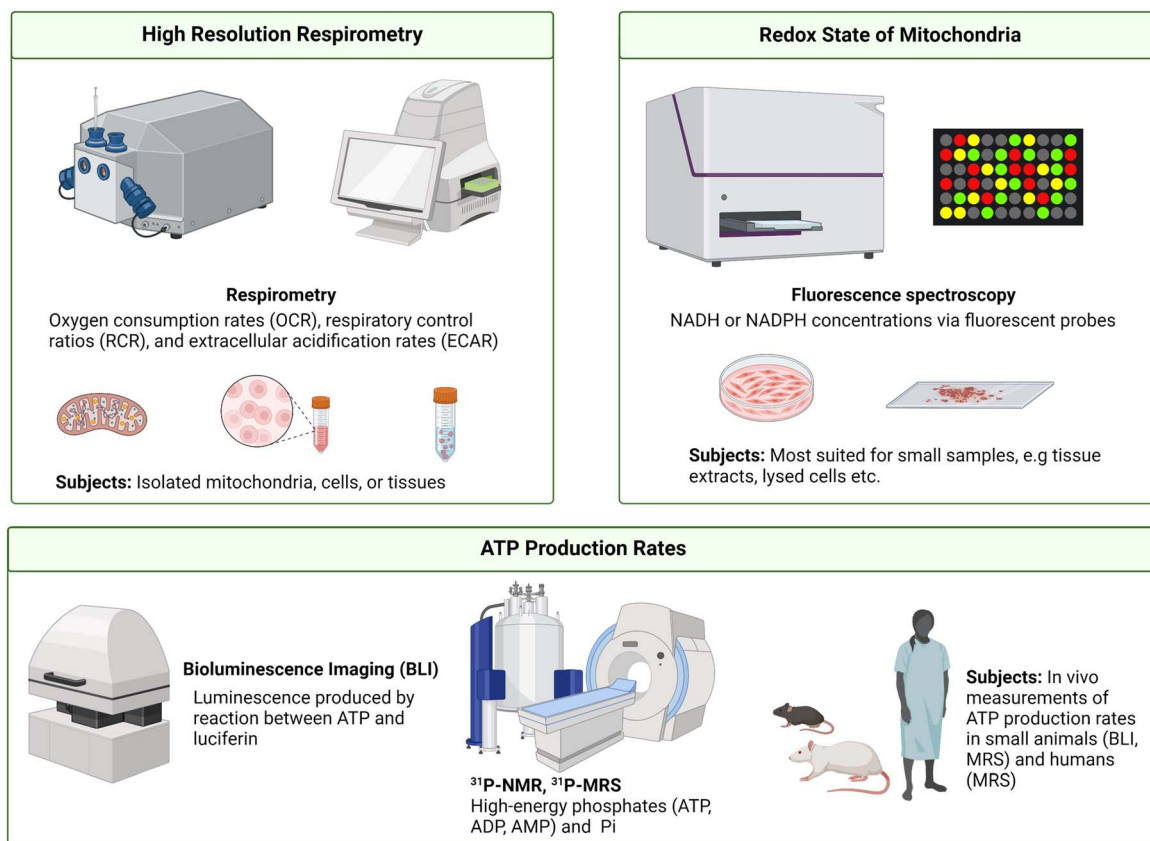 High Resolution Respirometry
Respirometry
Oxygen consumption rates (OCR), respiratory control
ratios (RCR), and extracellular acidification rates (ECAR)
Subjects: Isolated mitochondria, cells, or tissues
Redox State of Mitochondria
Fluorescence spectroscopy
NADH or NADPH concentrations via fluorescent probes
Subjects: Most suited for small samples, e.g tissue
extracts, lysed cells etc.
ATP Production Rates
Bioluminescence Imaging (BLI)
Luminescence produced by
reaction between ATP and
luciferin
³¹P-NMR, ³¹P-MRS
High-energy phosphates (ATP,
ADP, AMP) and Pi
Subjects: In vivo
measurements of
ATP production rates
in small animals (BLI,
MRS) and humans
(MRS)